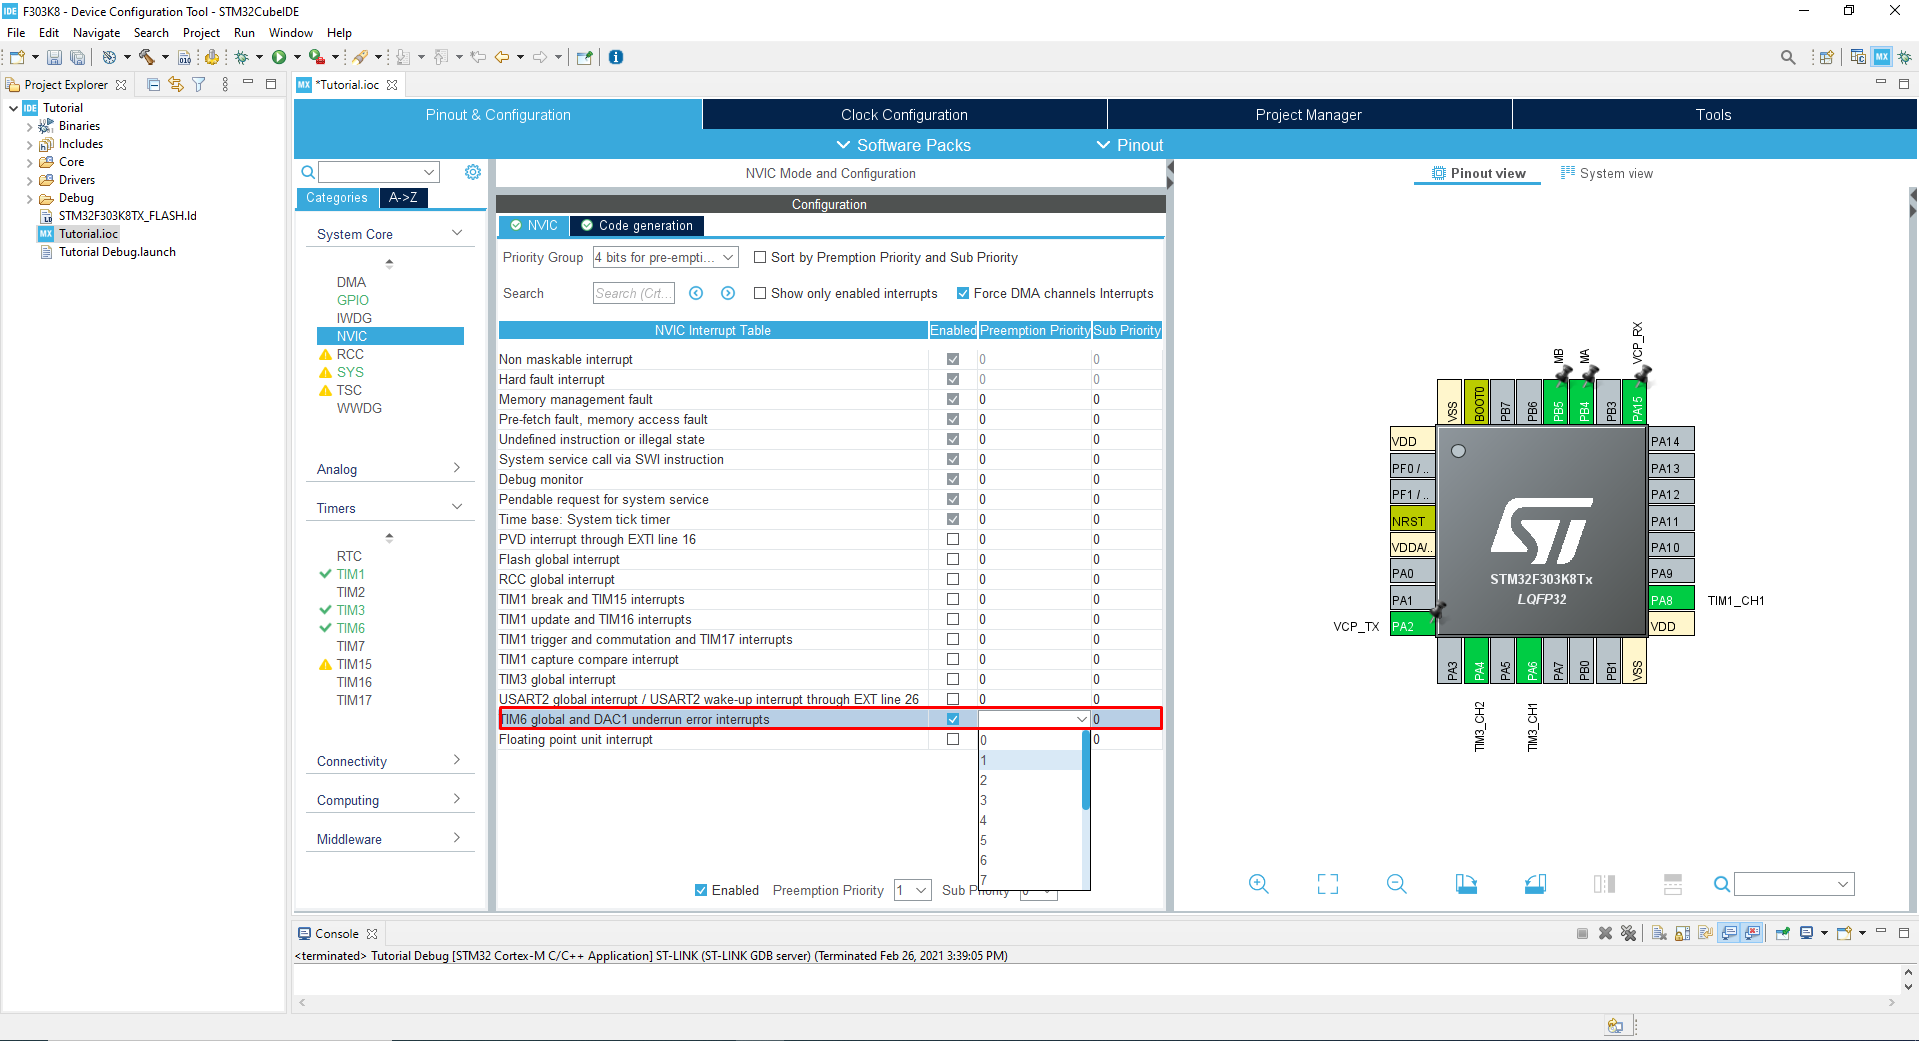 IDE F303K8 - Device Configuration Tool - STM32CubeIDE
File Edit Navigate Search Project Run Window Help
010
MX
Project Explorer
IDE Tutorial
Binaries
Includes
Core
Drivers
Debug
STM32F303K8TX_FLASH.ld
MX Tutorial.ioc
Tutorial Debug.launch
MX *Tutorial.ioc
Pinout & Configuration Clock Configuration Project Manager Tools
Software Packs Pinout
Categories A->Z
System Core
DMA
GPIO
IWDG
NVIC
RCC
SYS
TSC
WWDG
Analog
Timers
RTC
TIM1
TIM2
TIM3
TIM6
TIM7
TIM15
TIM16
TIM17
Connectivity
Computing
Middleware
NVIC Mode and Configuration
Configuration
NVIC Code generation
Priority Group 4 bits for pre-empti... Sort by Premption Priority and Sub Priority
Search Search (Crt... Show only enabled interrupts Force DMA channels Interrupts
NVIC Interrupt Table Enabled Preemption Priority Sub Priority
Non maskable interrupt 0 0
Hard fault interrupt 0 0
Memory management fault 0 0
Pre-fetch fault, memory access fault 0 0
Undefined instruction or illegal state 0 0
System service call via SWI instruction 0 0
Debug monitor 0 0
Pendable request for system service 0 0
Time base: System tick timer 0 0
PVD interrupt through EXTI line 16 0 0
Flash global interrupt 0 0
RCC global interrupt 0 0
TIM1 break and TIM15 interrupts 0 0
TIM1 update and TIM16 interrupts 0 0
TIM1 trigger and commutation and TIM17 interrupts 0 0
TIM1 capture compare interrupt 0 0
TIM3 global interrupt 0 0
USART2 global interrupt / USART2 wake-up interrupt through EXT line 26 0 0
TIM6 global and DAC1 underrun error interrupts 0
Floating point unit interrupt 0
0
1
2
3
4
5
6
7
Enabled Preemption Priority 1 Sub Priority
Pinout view System view
MB MA VCP_RX
VSS BOOT0 PB7 PB6 PB5 PB4 PB3 PA15
VDD PA14
PF0 / .. PA13
PF1 / .. PA12
NRST PA11
VDDA/.. PA10
PA0 PA9
PA1 PA8 TIM1_CH1
VCP_TX PA2 VDD
ST
STM32F303K8Tx
LQFP32
PA3 PA4 PA5 PA6 PA7 PB0 PB1 VSS
TIM3_CH2 TIM3_CH1
Console
<terminated> Tutorial Debug [STM32 Cortex-M C/C++ Application] ST-LINK (ST-LINK GDB server) (Terminated Feb 26, 2021 3:39:05 PM)